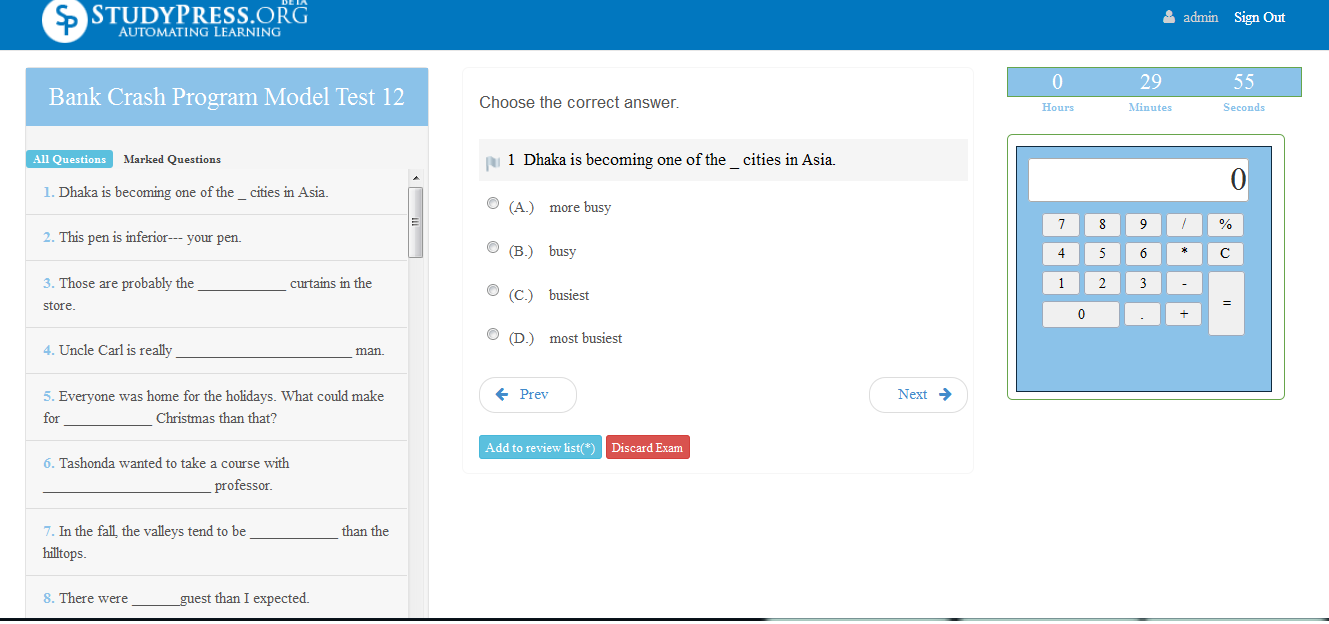 BETA
STUDYPRESS.ORG
AUTOMATING LEARNING
admin Sign Out
Bank Crash Program Model Test 12
All Questions Marked Questions
1. Dhaka is becoming one of the _ cities in Asia.
2. This pen is inferior--- your pen.
3. Those are probably the ____________ curtains in the
store.
4. Uncle Carl is really ________________________ man.
5. Everyone was home for the holidays. What could make
for ____________ Christmas than that?
6. Tashonda wanted to take a course with
_______________________ professor.
7. In the fall, the valleys tend to be ____________ than the
hilltops.
8. There were _______guest than I expected.
Choose the correct answer.
1 Dhaka is becoming one of the _ cities in Asia.
(A.) more busy
(B.) busy
(C.) busiest
(D.) most busiest
Prev Next
Add to review list(*) Discard Exam
0 29 55
Hours Minutes Seconds
0
7 8 9 / %
4 5 6 * C
1 2 3 - =
0 . +